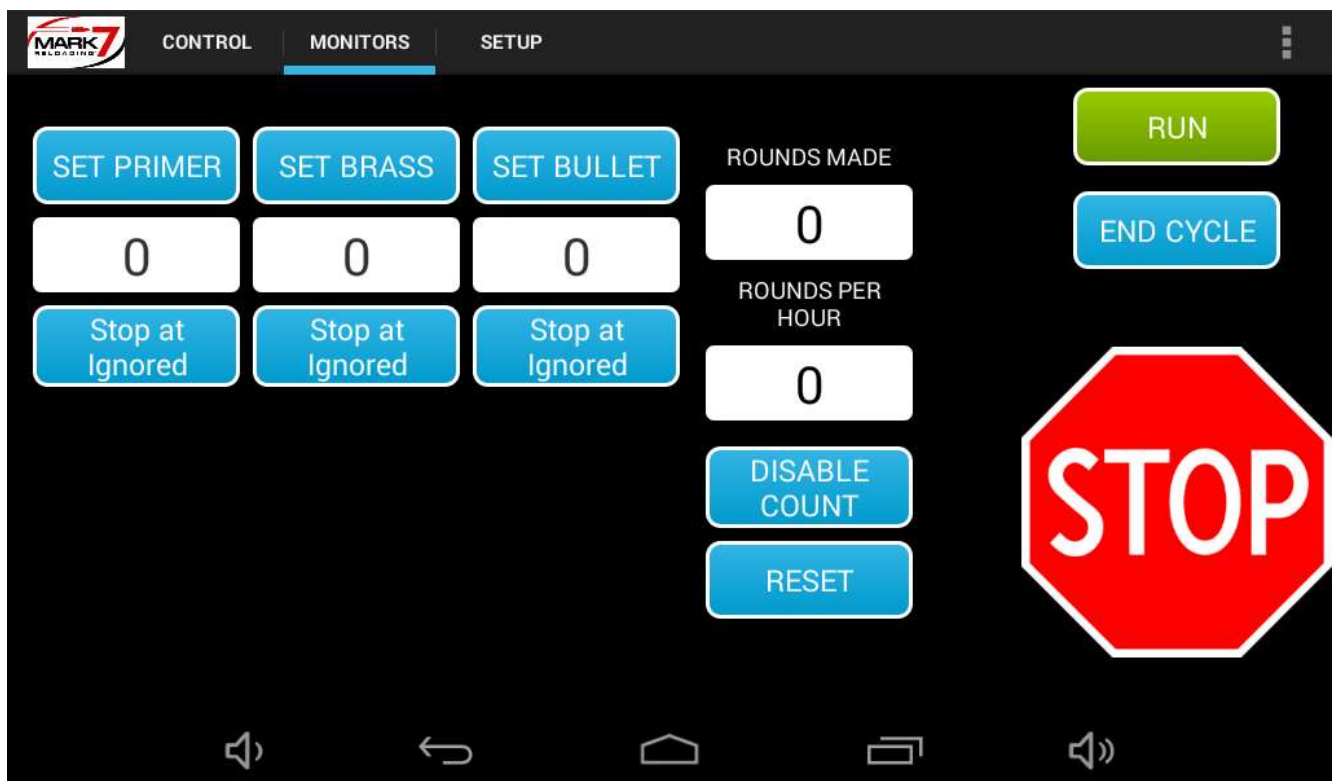 MARK 7
RELOADING
CONTROL
MONITORS
SETUP
SET PRIMER
SET BRASS
SET BULLET
0
0
0
Stop at
Ignored
Stop at
Ignored
Stop at
Ignored
ROUNDS MADE
0
ROUNDS PER
HOUR
0
DISABLE
COUNT
RESET
RUN
END CYCLE
STOP